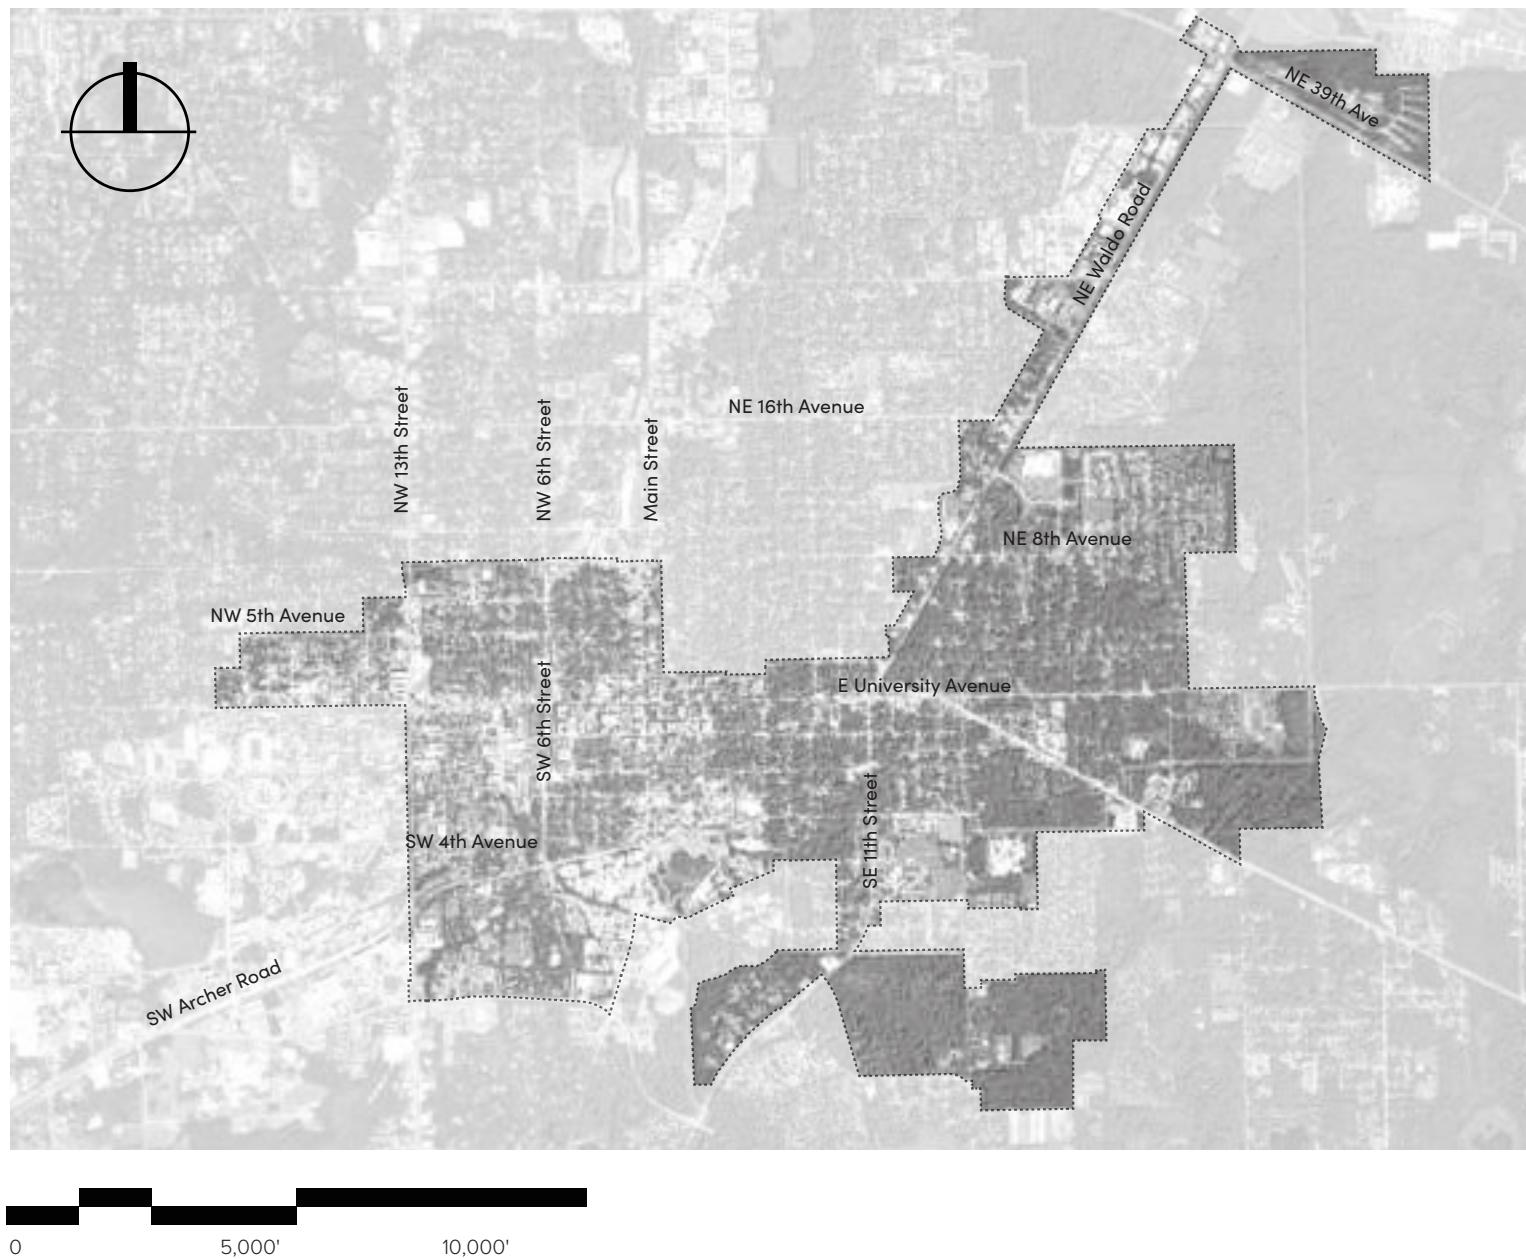 NE 39th Ave
NE Waldo Road
NW 13th Street
NW 6th Street
Main Street
NE 16th Avenue
NE 8th Avenue
NW 5th Avenue
SW 6th Street
E University Avenue
SW 4th Avenue
SE 11th Street
SW Archer Road
0 5,000' 10,000'